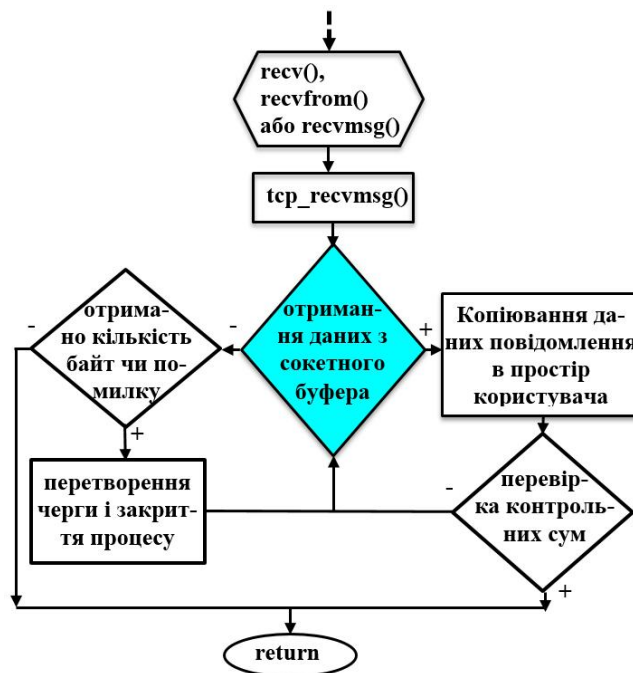 recv(),
recvfrom()
або recvmsg()
tcp_recvmsg()
отриман-
ня даних з
сокетного
буфера
-
+
отрима-
но кількість
байт чи по-
милку
-
+
Копіювання да-
них повідомлення
в простір
користувача
перетворення
черги і закрит-
тя процесу
перевір-
ка контроль-
них сум
-
+
return